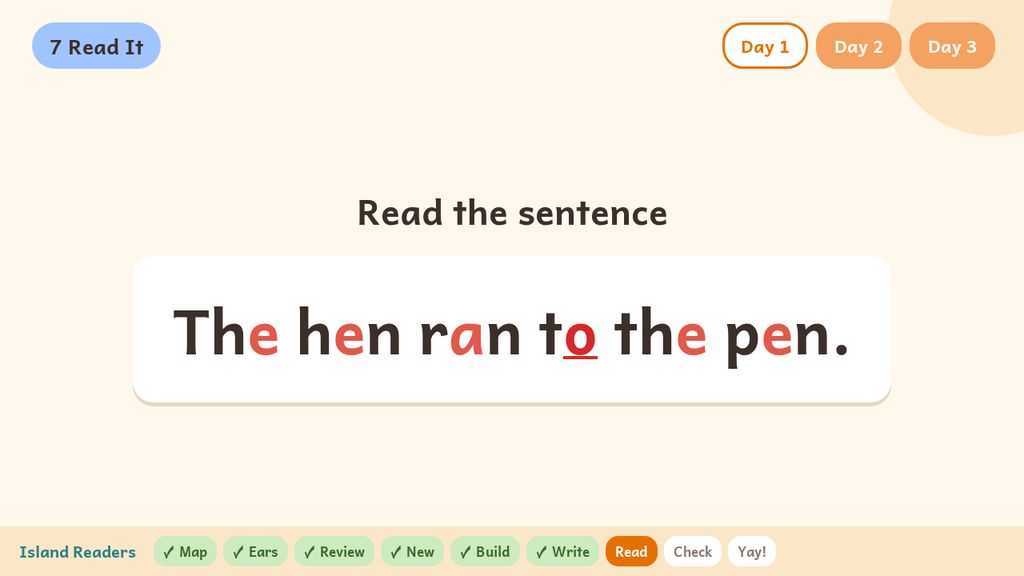 7 Read It
Day 1 Day 2 Day 3
Read the sentence
The hen ran to the pen.
Island Readers ✓ Map ✓ Ears ✓ Review ✓ New ✓ Build ✓ Write Read Check Yay!